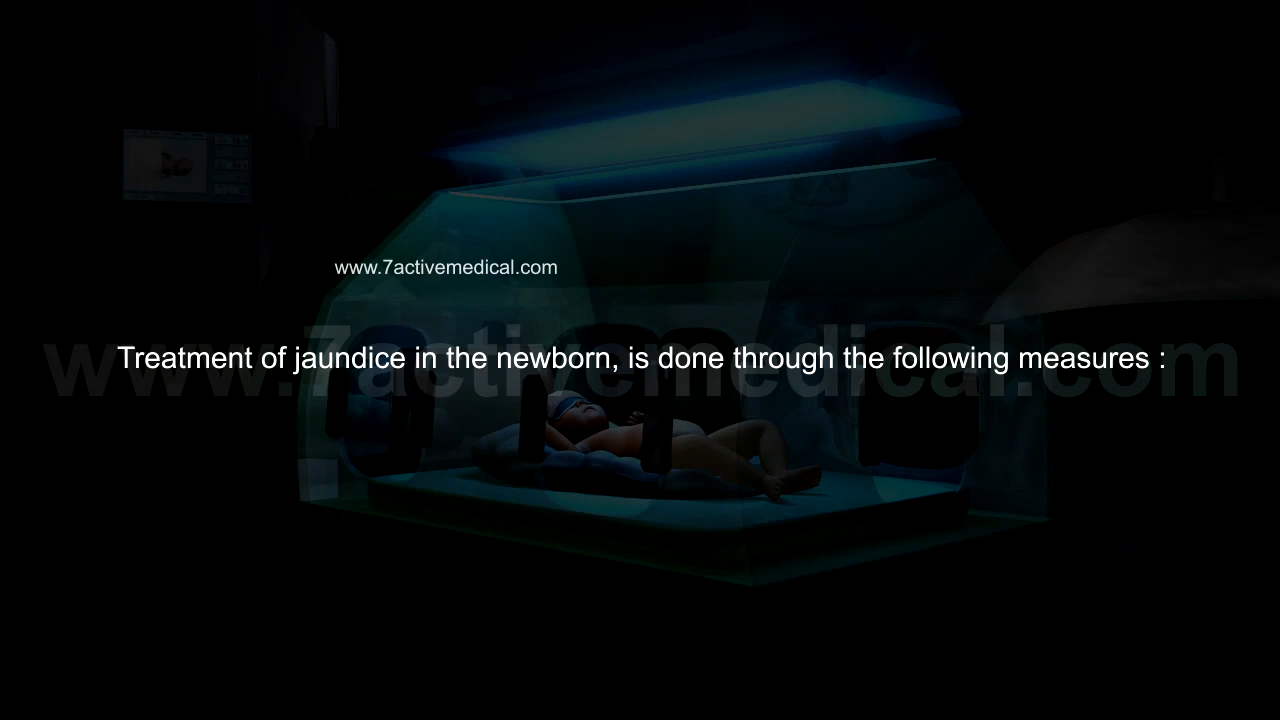 www.7activemedical.com
www.7activemedical.com
Treatment of jaundice in the newborn, is done through the following measures :